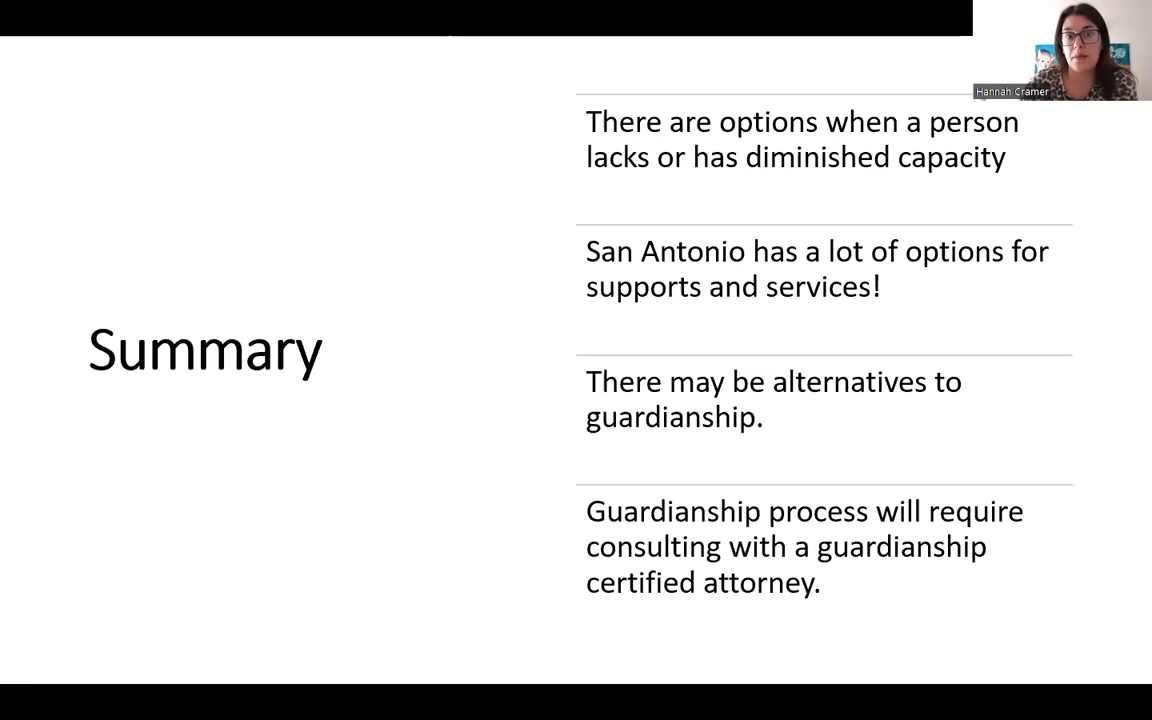 Hannah Cramer
Summary
There are options when a person
lacks or has diminished capacity
San Antonio has a lot of options for
supports and services!
There may be alternatives to
guardianship.
Guardianship process will require
consulting with a guardianship
certified attorney.